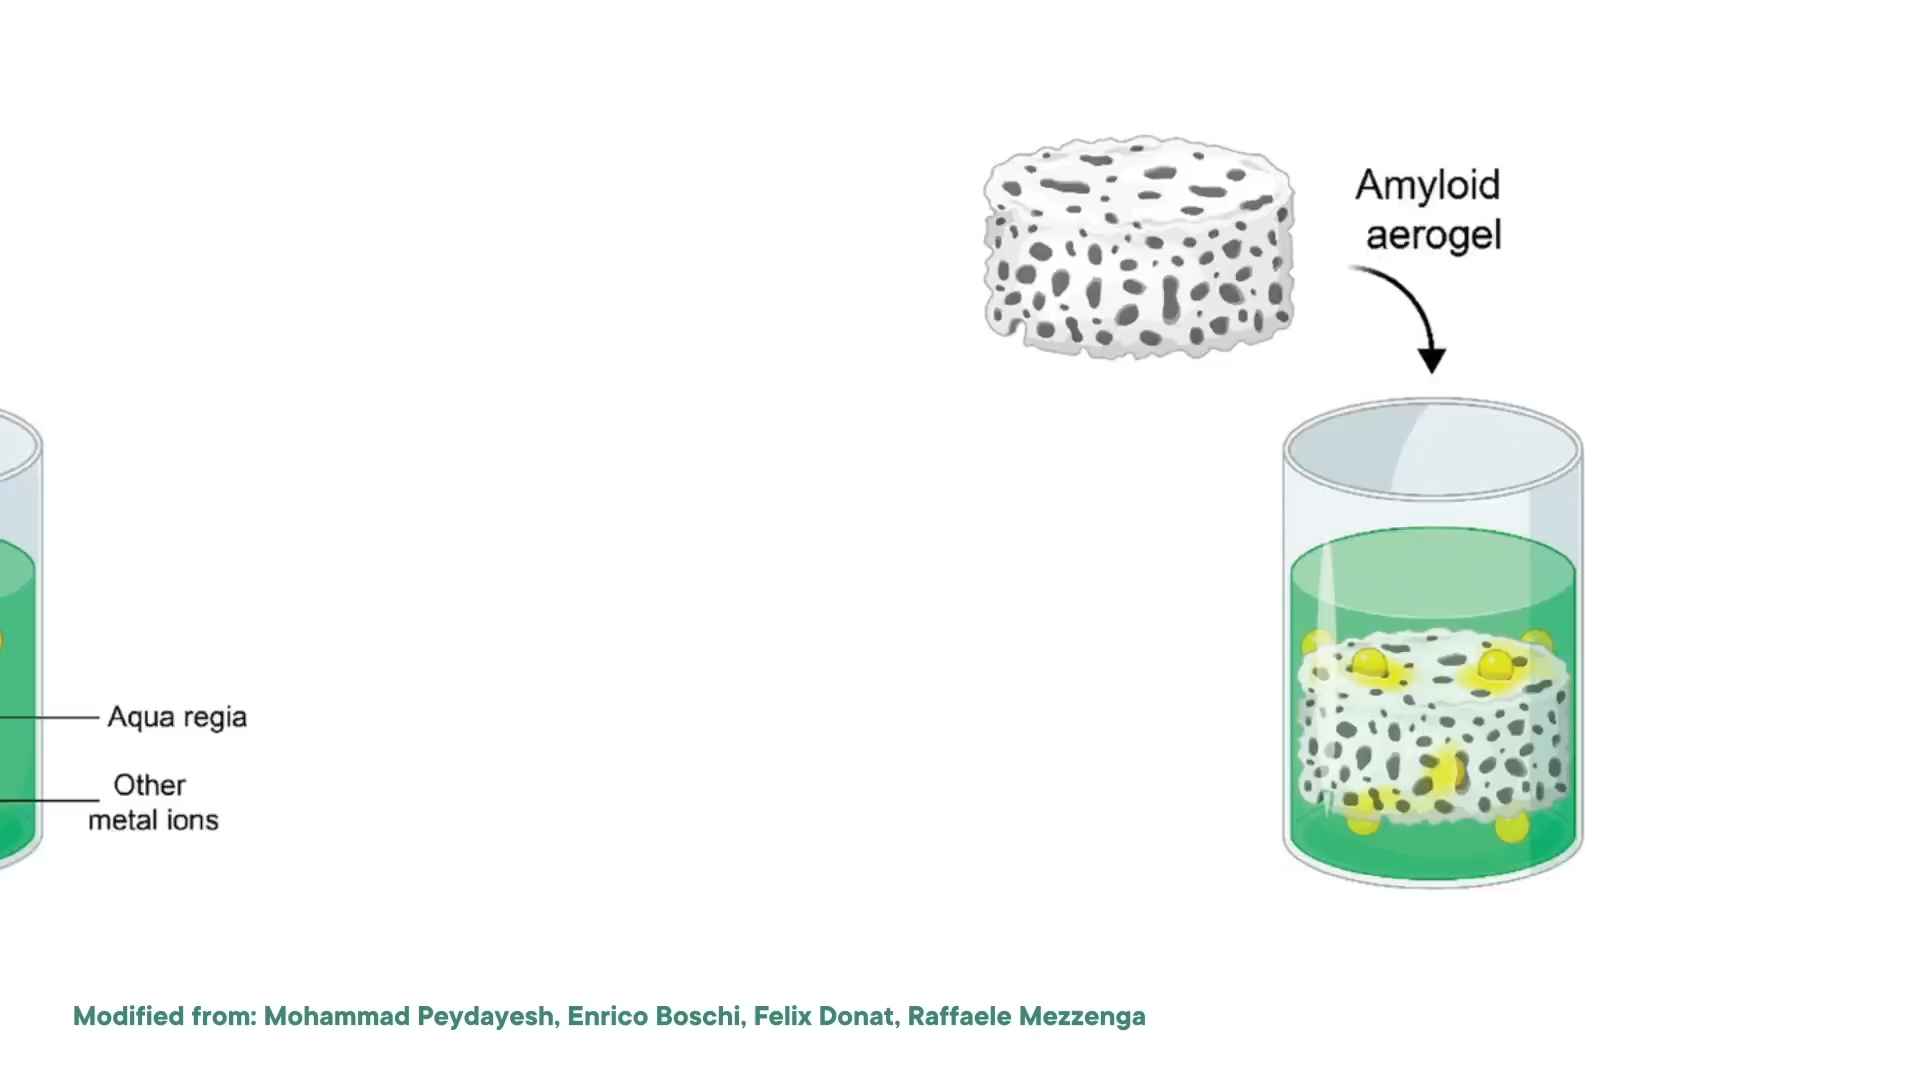 Amyloid
aerogel
Aqua regia
Other
metal ions
Modified from: Mohammad Peydayesh, Enrico Boschi, Felix Donat, Raffaele Mezzenga